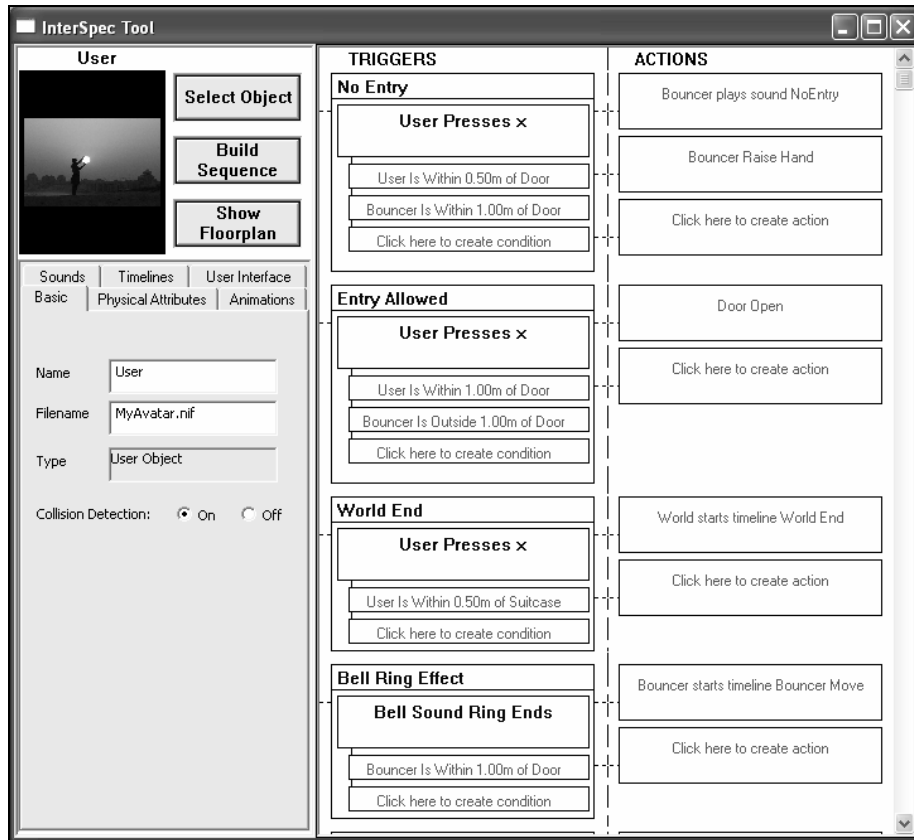 InterSpec Tool
User
Select Object
Build
Sequence
Show
Floorplan
Sounds Timelines User Interface
Basic Physical Attributes Animations
Name User
Filename MyAvatar.nif
Type User Object
Collision Detection: On Off
TRIGGERS ACTIONS
No Entry
User Presses x
User Is Within 0.50m of Door
Bouncer Is Within 1.00m of Door
Click here to create condition
Bouncer plays sound NoEntry
Bouncer Raise Hand
Click here to create action
Entry Allowed
User Presses x
User Is Within 1.00m of Door
Bouncer Is Outside 1.00m of Door
Click here to create condition
Door Open
Click here to create action
World End
User Presses x
User Is Within 0.50m of Suitcase
Click here to create condition
World starts timeline World End
Click here to create action
Bell Ring Effect
Bell Sound Ring Ends
Bouncer Is Within 1.00m of Door
Click here to create condition
Bouncer starts timeline Bouncer Move
Click here to create action